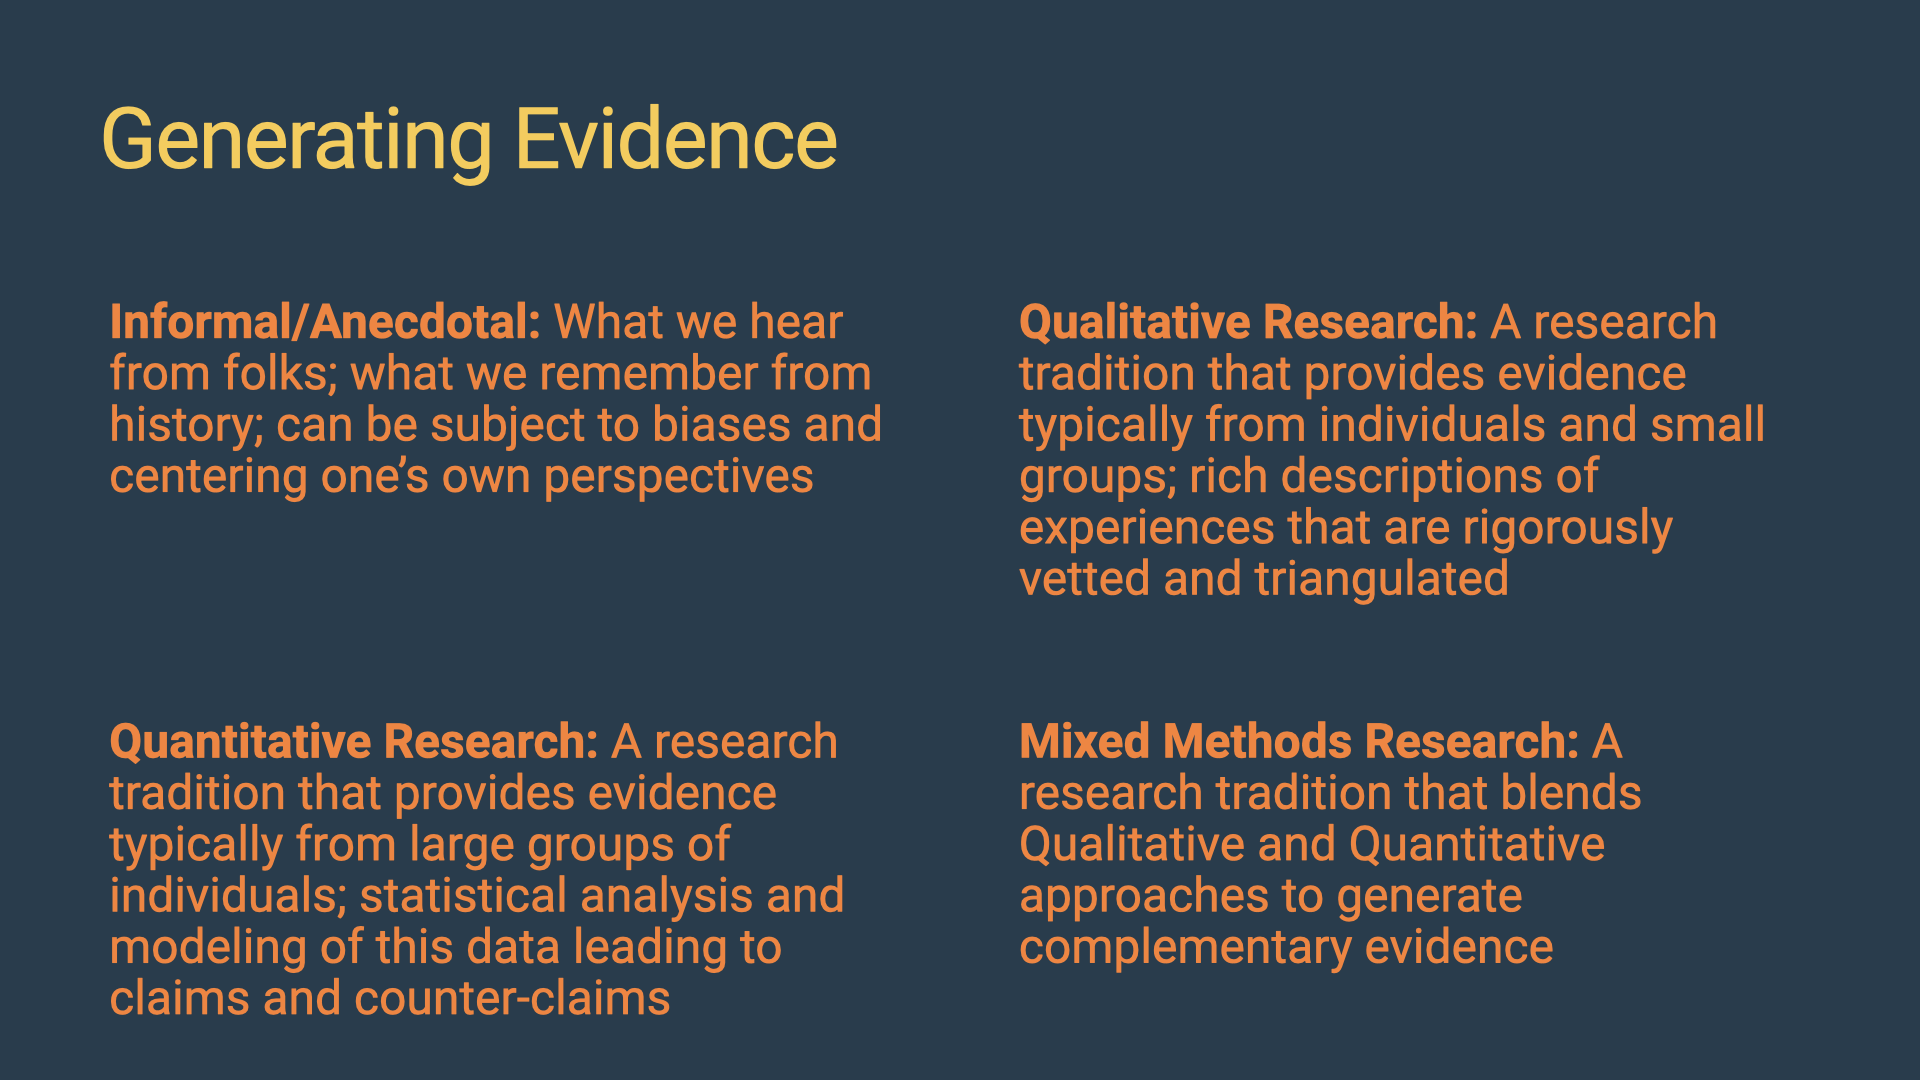 Generating Evidence
Informal/Anecdotal: What we hear
from folks; what we remember from
history; can be subject to biases and
centering one’s own perspectives
Qualitative Research: A research
tradition that provides evidence
typically from individuals and small
groups; rich descriptions of
experiences that are rigorously
vetted and triangulated
Quantitative Research: A research
tradition that provides evidence
typically from large groups of
individuals; statistical analysis and
modeling of this data leading to
claims and counter-claims
Mixed Methods Research: A
research tradition that blends
Qualitative and Quantitative
approaches to generate
complementary evidence